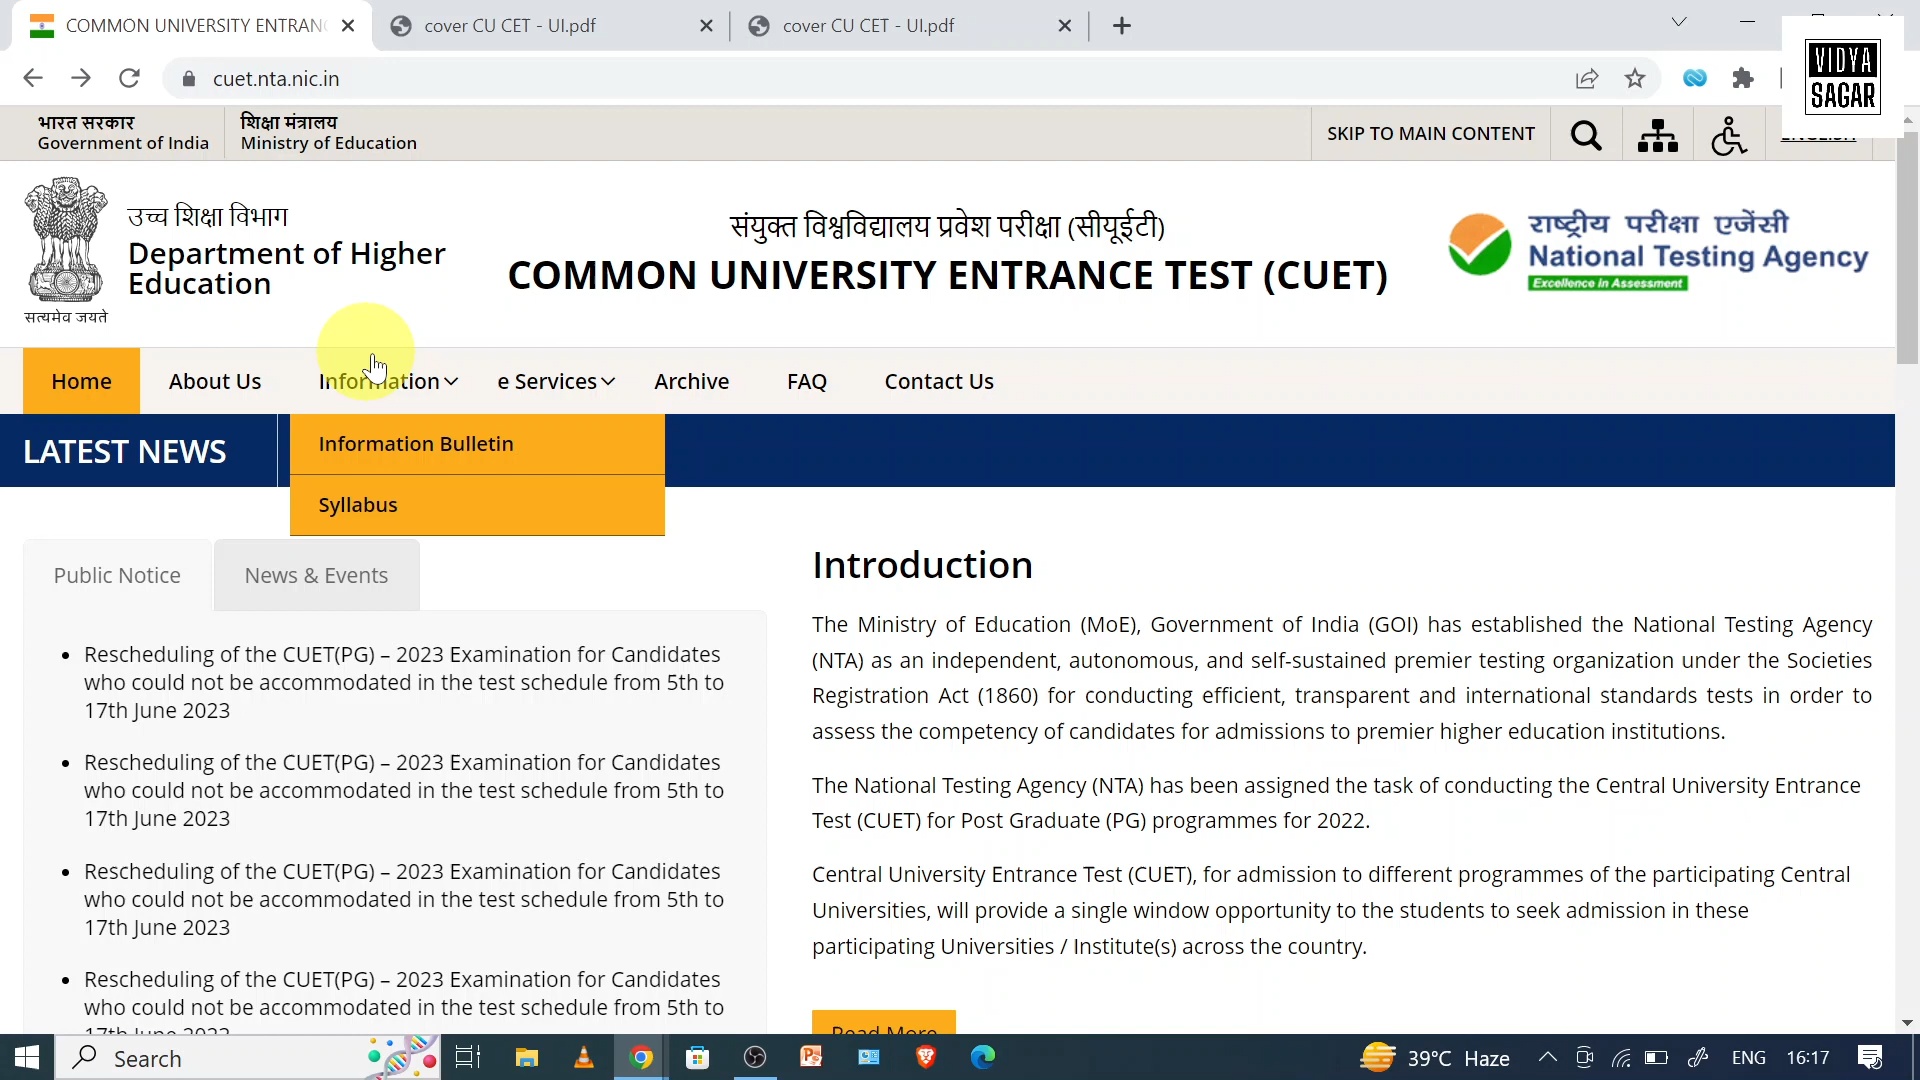 COMMON UNIVERSITY ENTRAN
cover CU CET - UI.pdf
cover CU CET - UI.pdf
cuet.nta.nic.in
VIDYA
SAGAR
भारत सरकार
Government of India
शिक्षा मंत्रालय
Ministry of Education
SKIP TO MAIN CONTENT
उच्च शिक्षा विभाग
Department of Higher
Education
सत्यमेव जयते
संयुक्त विश्वविद्यालय प्रवेश परीक्षा (सीयूईटी)
COMMON UNIVERSITY ENTRANCE TEST (CUET)
राष्ट्रीय परीक्षा एजेंसी
National Testing Agency
Excellence in Assessment
Home
About Us
Information
e Services
Archive
FAQ
Contact Us
LATEST NEWS
Information Bulletin
Syllabus
Public Notice
News & Events
Rescheduling of the CUET(PG) – 2023 Examination for Candidates
who could not be accommodated in the test schedule from 5th to
17th June 2023
Rescheduling of the CUET(PG) – 2023 Examination for Candidates
who could not be accommodated in the test schedule from 5th to
17th June 2023
Rescheduling of the CUET(PG) – 2023 Examination for Candidates
who could not be accommodated in the test schedule from 5th to
17th June 2023
Rescheduling of the CUET(PG) – 2023 Examination for Candidates
who could not be accommodated in the test schedule from 5th to
17th June 2023
Introduction
The Ministry of Education (MoE), Government of India (GOI) has established the National Testing Agency
(NTA) as an independent, autonomous, and self-sustained premier testing organization under the Societies
Registration Act (1860) for conducting efficient, transparent and international standards tests in order to
assess the competency of candidates for admissions to premier higher education institutions.
The National Testing Agency (NTA) has been assigned the task of conducting the Central University Entrance
Test (CUET) for Post Graduate (PG) programmes for 2022.
Central University Entrance Test (CUET), for admission to different programmes of the participating Central
Universities, will provide a single window opportunity to the students to seek admission in these
participating Universities / Institute(s) across the country.
Read More
Search
39°C Haze
ENG
16:17